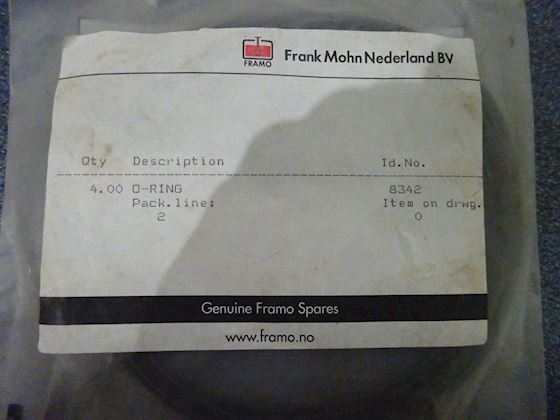 FRAMO
Frank Mohn Nederland BV
Qty Description Id.No.
4.00 O-RING 8342
Pack.line: Item on drwg.
2 0
Genuine Framo Spares
www.framo.no